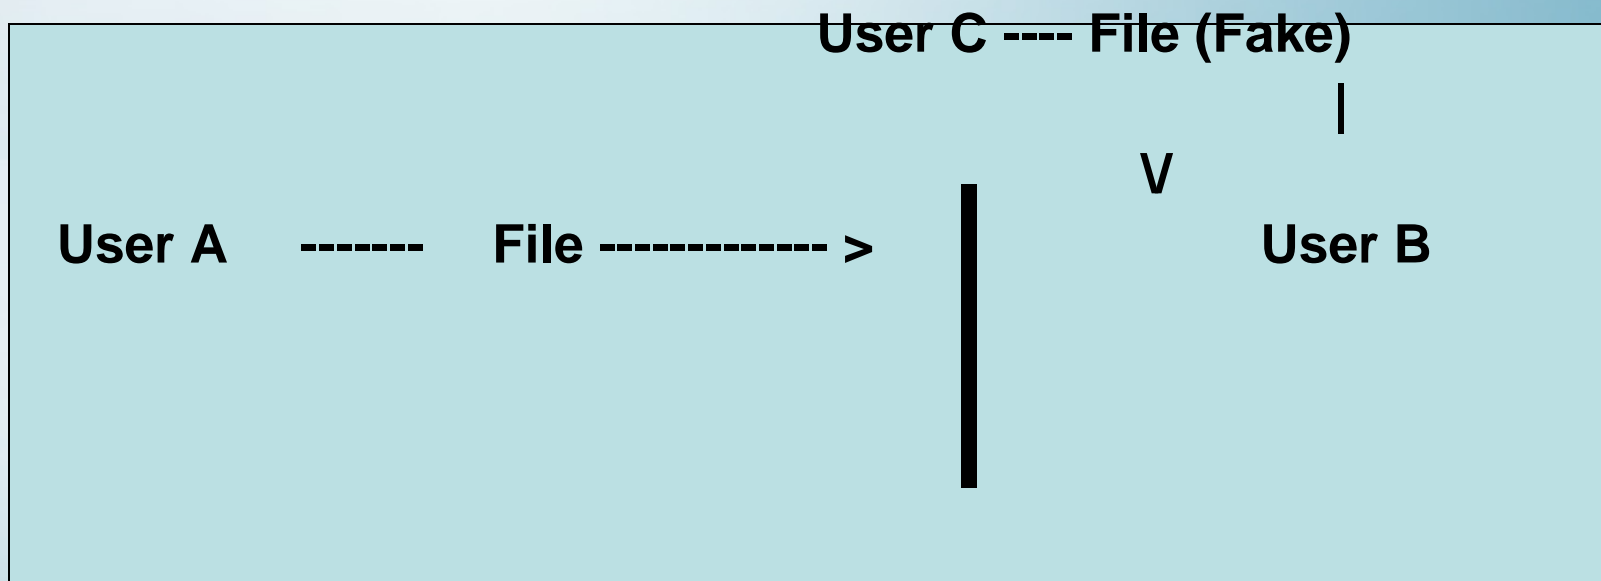 User C ---- File (Fake)
|
V
User A ------- File ------------- > User B